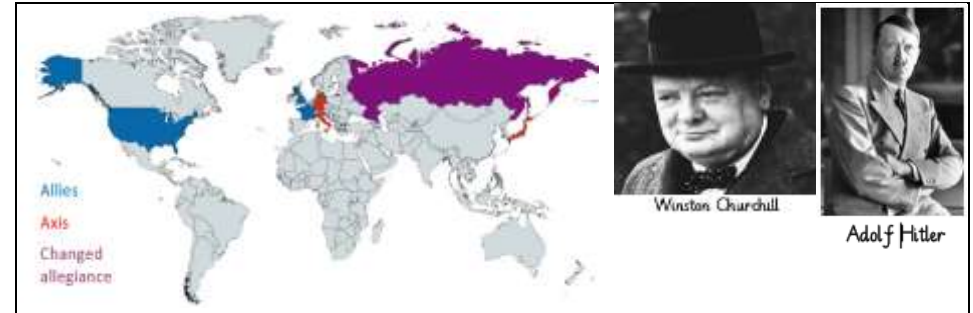 Allies
Axis
Changed
allegiance
Winston Churchill
Adolf Hitler